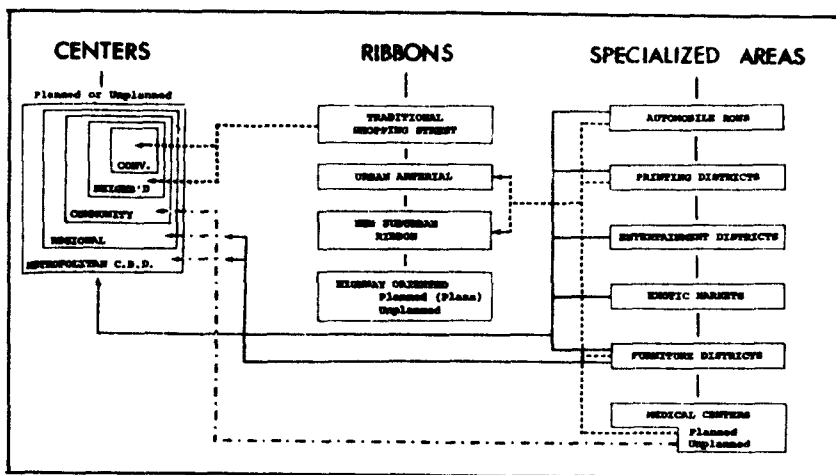 CENTERS
Planned or Unplanned
CONV.
NEIGHB'D
COMMUNITY
REGIONAL
METROPOLITAN C.B.D.
RIBBONS
TRADITIONAL
SHOPPING STREET
URBAN ARTERIAL
NEW SUBURBAN
RIBBON
HIGHWAY ORIENTED
Planned (Plaza)
Unplanned
SPECIALIZED AREAS
AUTOMOBILE ROWS
PRINTING DISTRICTS
ENTERTAINMENT DISTRICTS
EXOTIC MARKETS
FURNITURE DISTRICTS
MEDICAL CENTERS
Planned
Unplanned